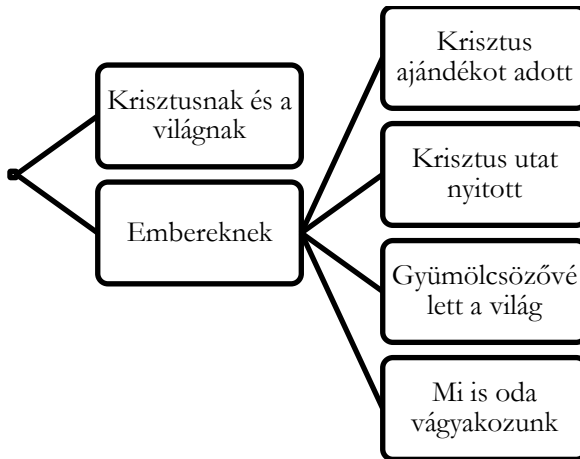 Krisztusnak és a
világnak
Embereknek
Krisztus
ajándékot adott
Krisztus utat
nyitott
Gyümölcsözővé
lett a világ
Mi is oda
vágyakozunk